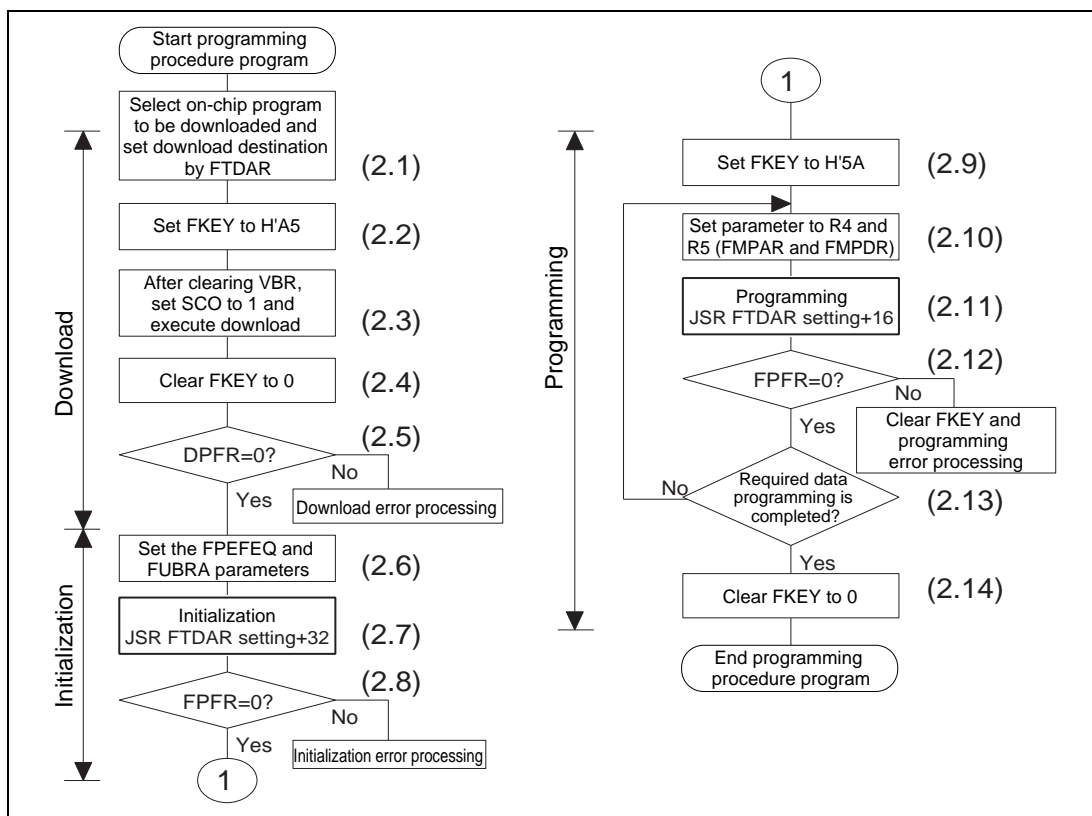 Start programming
procedure program
Select on-chip program
to be downloaded and
set download destination
by FTDAR
(2.1)
Set FKEY to H'A5
(2.2)
After clearing VBR,
set SCO to 1 and
execute download
(2.3)
Clear FKEY to 0
(2.4)
DPFR=0?
(2.5)
No
Yes
Download error processing
Download
Set the FPEFEQ and
FUBRA parameters
(2.6)
Initialization
JSR FTDAR setting+32
(2.7)
FPFR=0?
(2.8)
No
Yes
Initialization error processing
1
Initialization
1
Set FKEY to H'5A
(2.9)
Set parameter to R4 and
R5 (FMPAR and FMPDR)
(2.10)
Programming
JSR FTDAR setting+16
(2.11)
FPFR=0?
(2.12)
No
Yes
Clear FKEY and
programming
error processing
Required data
programming is
completed?
(2.13)
No
Yes
Clear FKEY to 0
(2.14)
End programming
procedure program
Programming